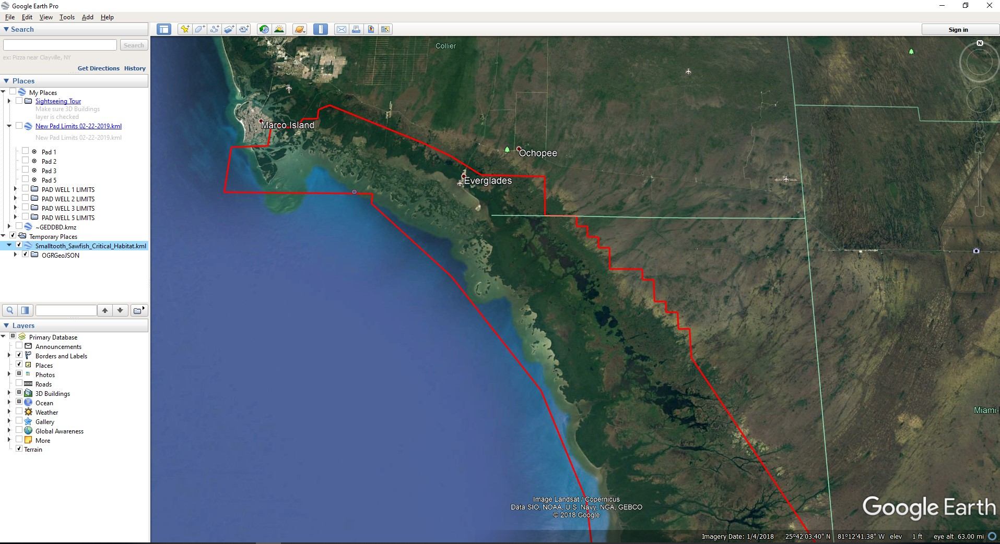 Google Earth Pro
File Edit View Tools Add Help
Search
Search
ex: Pizza near Clayville, NY
Get Directions History
Places
My Places
Sightseeing Tour
Make sure 3D Buildings
layer is checked
New Pad Limits 02-22-2019.kml
New Pad Limits 02-22-2019.kml
Pad 1
Pad 2
Pad 3
Pad 5
PAD WELL 1 LIMITS
PAD WELL 2 LIMITS
PAD WELL 3 LIMITS
PAD WELL 5 LIMITS
~GEDDBD.kmz
Temporary Places
Smalltooth_Sawfish_Critical_Habitat.kml
OGRGeoJSON
Layers
Primary Database
Announcements
Borders and Labels
Places
Photos
Roads
3D Buildings
Ocean
Weather
Gallery
Global Awareness
More
Terrain
Sign in
N
Collier
Marco Island
Ochopee
Everglades
Miami-
Image Landsat / Copernicus
Data SIO, NOAA, U.S. Navy, NGA, GEBCO
© 2018 Google
Google Earth
Imagery Date: 1/4/2018 25°42'03.40" N 81°12'41.38" W elev 1 ft eye alt 63.00 mi